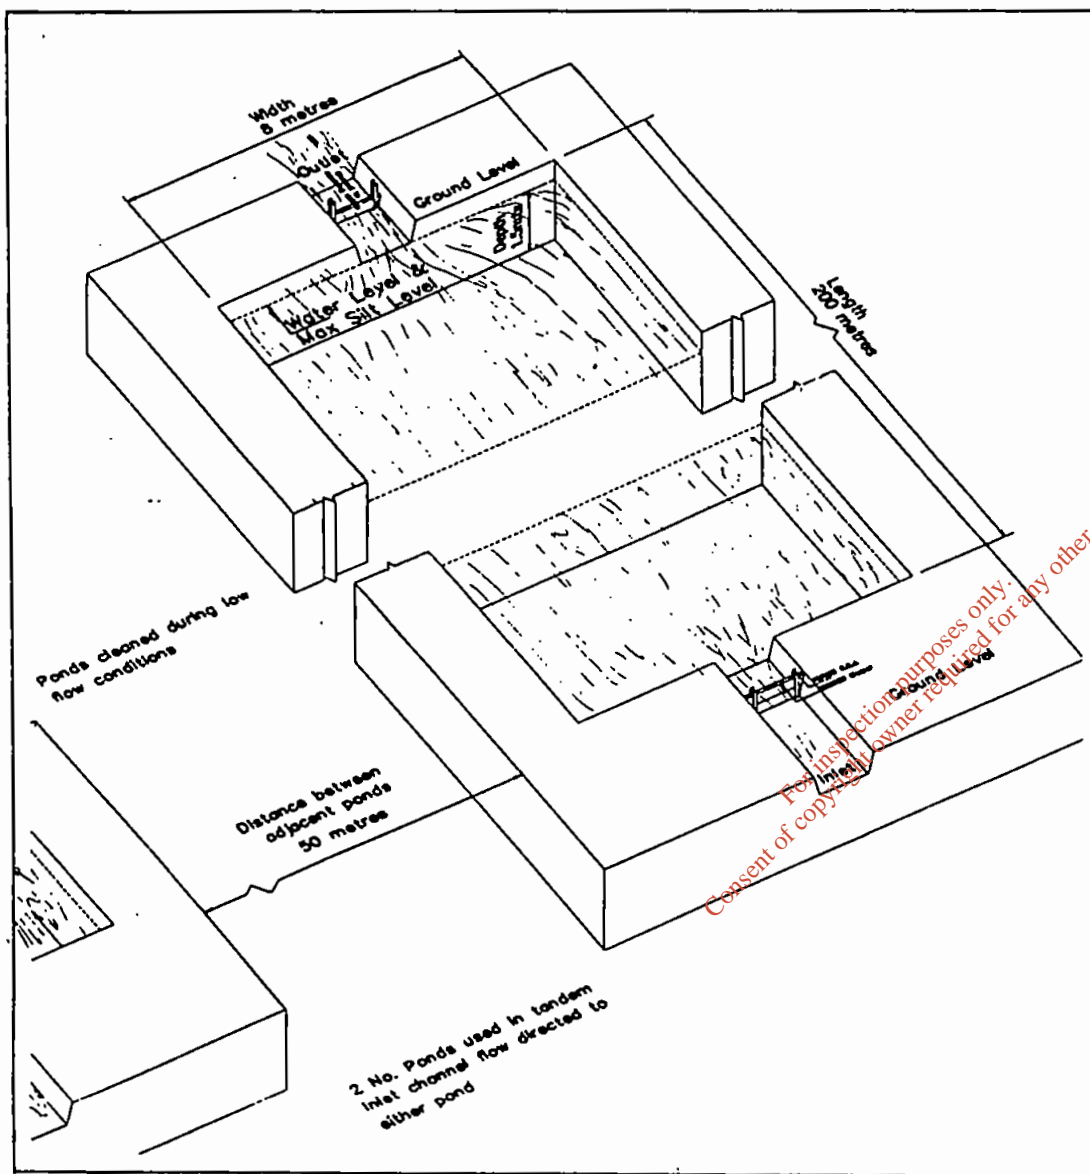 Width
8 metres
Outlet
Ground Level
Depth
1.5mtr
Water Level &
Max Silt Level
Length
200 metres
Ponds cleaned during low
flow conditions
For inspection purposes only.
Consent of copyright owner required for any other
Ground Level
Inlet
Distance between
adjacent ponds
50 metres
2 No. Ponds used in tandem
inlet channel flow directed to
either pond